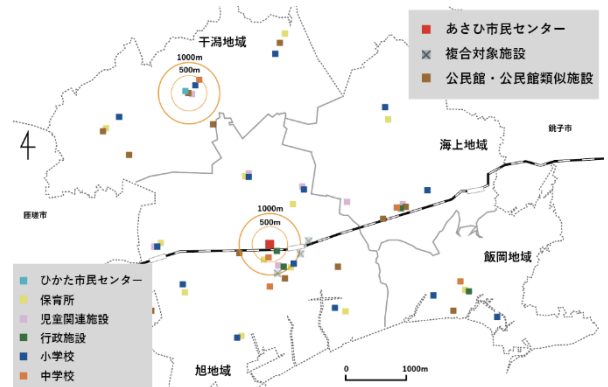 干潟地域
1000m
500m
あさひ市民センター
複合対象施設
公民館・公民館類似施設
海上地域
銚子市
匝瑳市
1000m
500m
飯岡地域
ひかた市民センター
保育所
児童関連施設
行政施設
小学校
中学校
旭地域
0
1000m